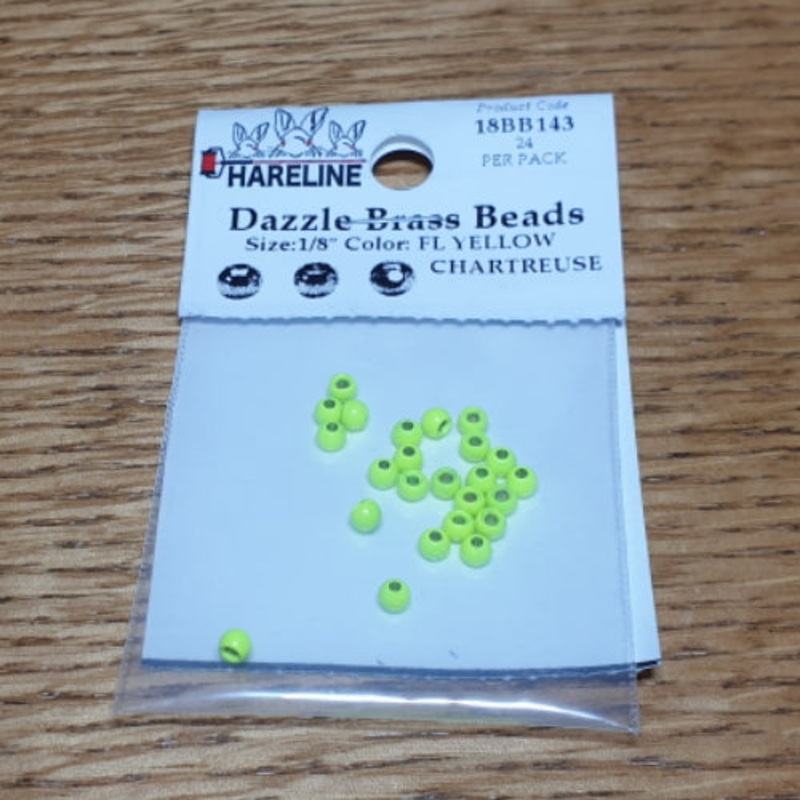 Product Code
18BB143
24
PER PACK
HARELINE
Dazzle Brass Beads
Size:1/8" Color: FL YELLOW
CHARTREUSE